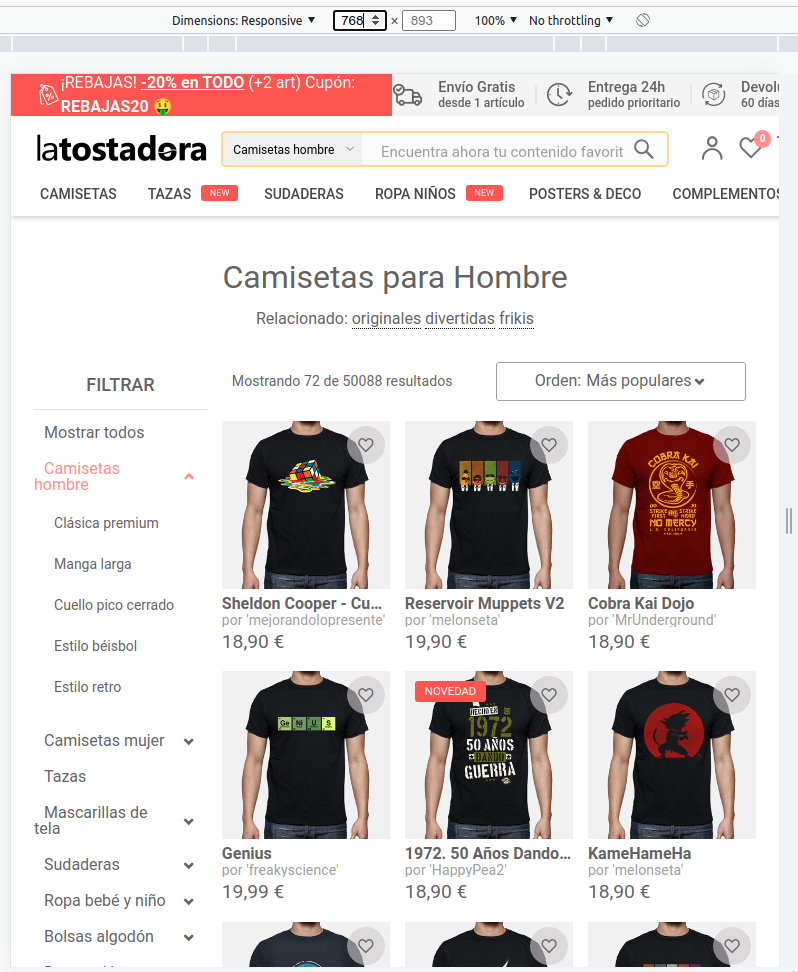 Dimensions: Responsive ▼ 768 × 893 100% ▼ No throttling ▼
¡REBAJAS! -20% en TODO (+2 art) Cupón:
REBAJAS20 🤑
Envío Gratis
desde 1 artículo
Entrega 24h
pedido prioritario
Devolu
60 días
latostadora
Camisetas hombre
Encuentra ahora tu contenido favorit
0
CAMISETAS TAZAS NEW SUDADERAS ROPA NIÑOS NEW POSTERS & DECO COMPLEMENTOS
Camisetas para Hombre
Relacionado: originales divertidas frikis
FILTRAR
Mostrar todos
Camisetas
hombre
Clásica premium
Manga larga
Cuello pico cerrado
Estilo béisbol
Estilo retro
Camisetas mujer
Tazas
Mascarillas de
tela
Sudaderas
Ropa bebé y niño
Bolsas algodón
Mostrando 72 de 50088 resultados
Orden: Más populares
COBRA KAI
STRIKE STRIKE
FIRST HARD
NO MERCY
Sheldon Cooper - Cu...
por 'mejorandolopresente'
18,90 €
Reservoir Muppets V2
por 'melonseta'
19,90 €
Cobra Kai Dojo
por 'MrUnderground'
18,90 €
Ge Ni U S
NOVEDAD
HECHO EN
1972
50 AÑOS
DANDO
GUERRA
Genius
por 'freakyscience'
19,99 €
1972. 50 Años Dando...
por 'HappyPea2'
18,90 €
KameHameHa
por 'melonseta'
18,90 €